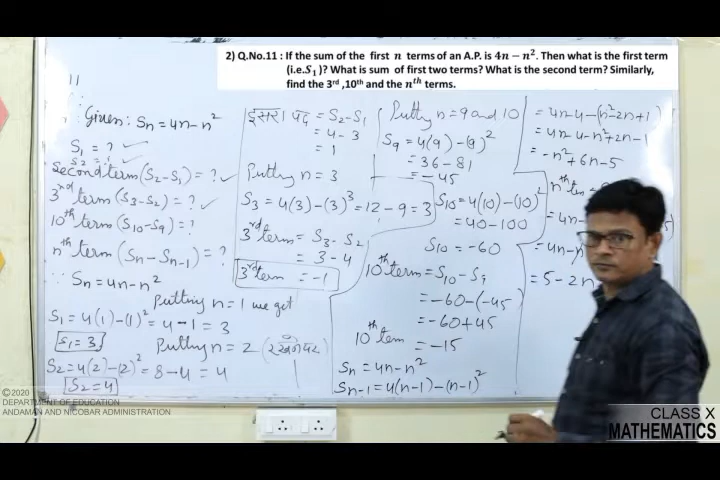 2) Q.No.11 : If the sum of the first n terms of an A.P. is 4n − n². Then what is the first term
(i.e.S₁)? What is sum of first two terms? What is the second term? Similarly,
find the 3ʳᵈ ,10ᵗʰ and the nᵗʰ terms.
11
Given: Sn = 4n − n²
S₁ = ? ✓
S₂ = ?
Second term (S₂−S₁) = ? ✓
3ʳᵈ term (S₃−S₂) = ? ✓
10ᵗʰ term (S₁₀−S₉) = ?
nᵗʰ term (Sn − Sn−1) = ?
∵ Sn = 4n − n²
Putting n = 1 we get
S₁ = 4(1) − (1)² = 4 − 1 = 3
S₁ = 3
Putting n = 2 (रखने पर
S₂ = 4(2) − (2)² = 8 − 4 = 4
S₂ = 4
पद = S₂ − S₁
= 4 − 3
= 1
Putting n = 3
S₃ = 4(3) − (3)² = 12 − 9 = 3
3ʳᵈ term = S₃ − S₂
= 3 − 4
3ʳᵈ term = −1
Putting n = 9 and 10
S₉ = 4(9) − (9)²
= 36 − 81
= −45
S₁₀ = 4(10) − (10)²
= 40 − 100
S₁₀ = −60
10ᵗʰ term = S₁₀ − S₉
= −60 − (−45
= −60 + 45
10ᵗʰ term = −15
Sn = 4n − n²
Sn−1 = 4(n−1) − (n−1)²
= 4n − 4 − (n² − 2n + 1)
= 4n − 4 − n² + 2n − 1
= −n² + 6n − 5
nᵗʰ
= 4n
= 4n − n
= 5 − 2n
©2020
DEPARTMENT OF EDUCATION
ANDAMAN AND NICOBAR ADMINISTRATION
CLASS X
MATHEMATICS